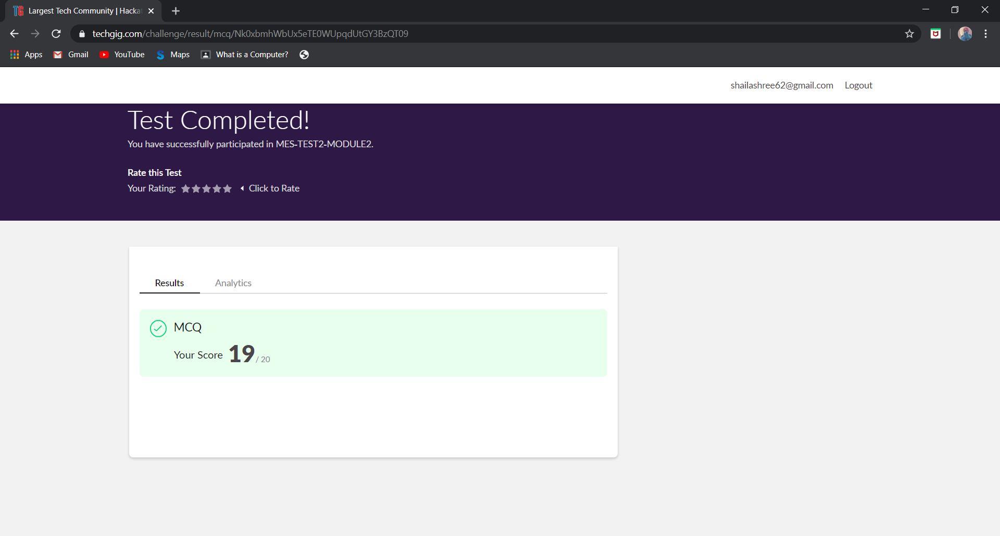 Largest Tech Community | Hacka
techgig.com/challenge/result/mcq/Nk0xbmhWbUx5eTE0WUpqdUtGY3BzQT09
Apps Gmail YouTube Maps What is a Computer?
shailashree62@gmail.com Logout
Test Completed!
You have successfully participated in MES-TEST2-MODULE2.
Rate this Test
Your Rating: Click to Rate
Results Analytics
MCQ
Your Score 19 / 20